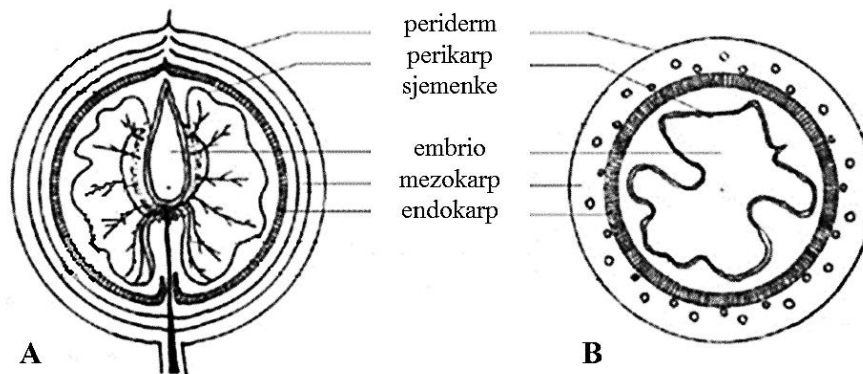 periderm
perikarp
sjemenke
embrio
mezokarp
endokarp
A
B